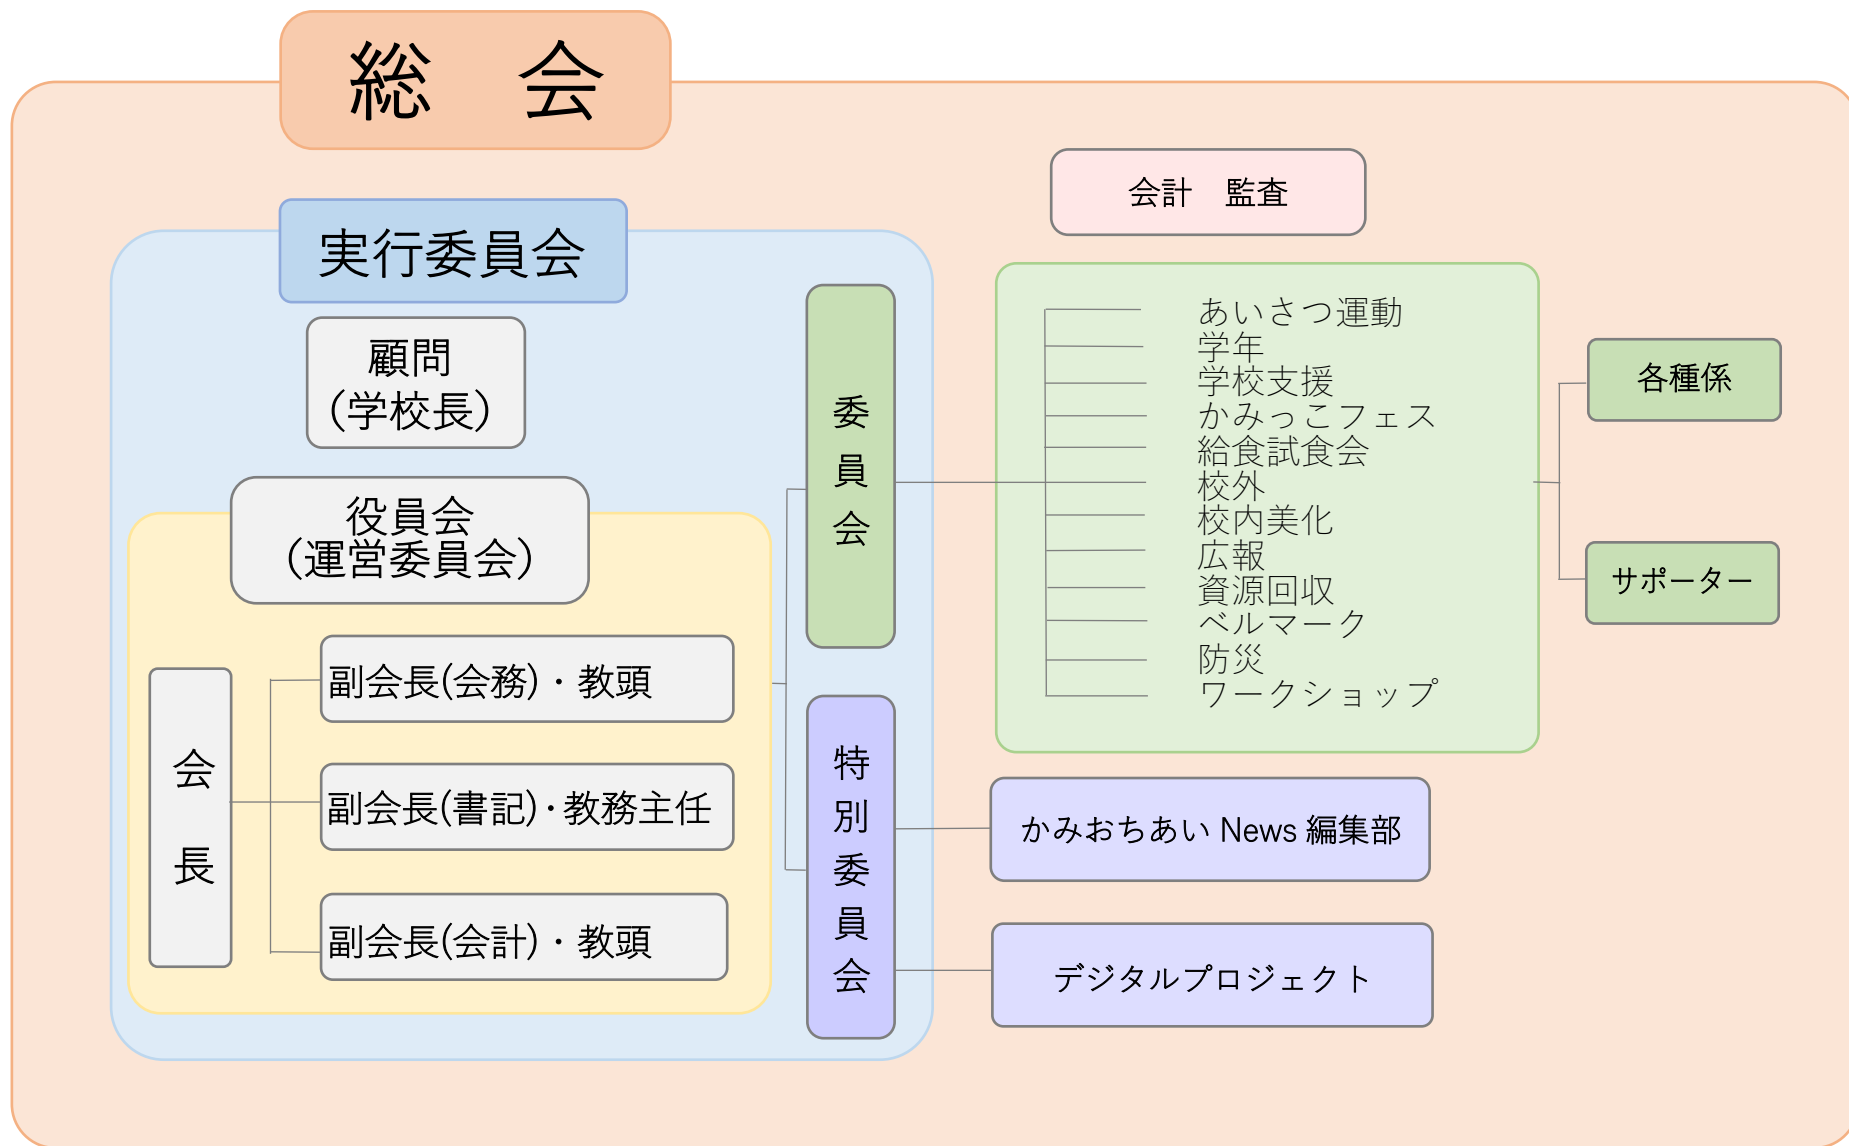 総　会
会計　監査
実行委員会
顧問
（学校長）
役員会
（運営委員会）
会長
副会長(会務)・教頭
副会長(書記)・教務主任
副会長(会計)・教頭
委員会
特別委員会
あいさつ運動
学年
学校支援
かみっこフェス
給食試食会
校外
校内美化
広報
資源回収
ベルマーク
防災
ワークショップ
各種係
サポーター
かみおちあい News 編集部
デジタルプロジェクト